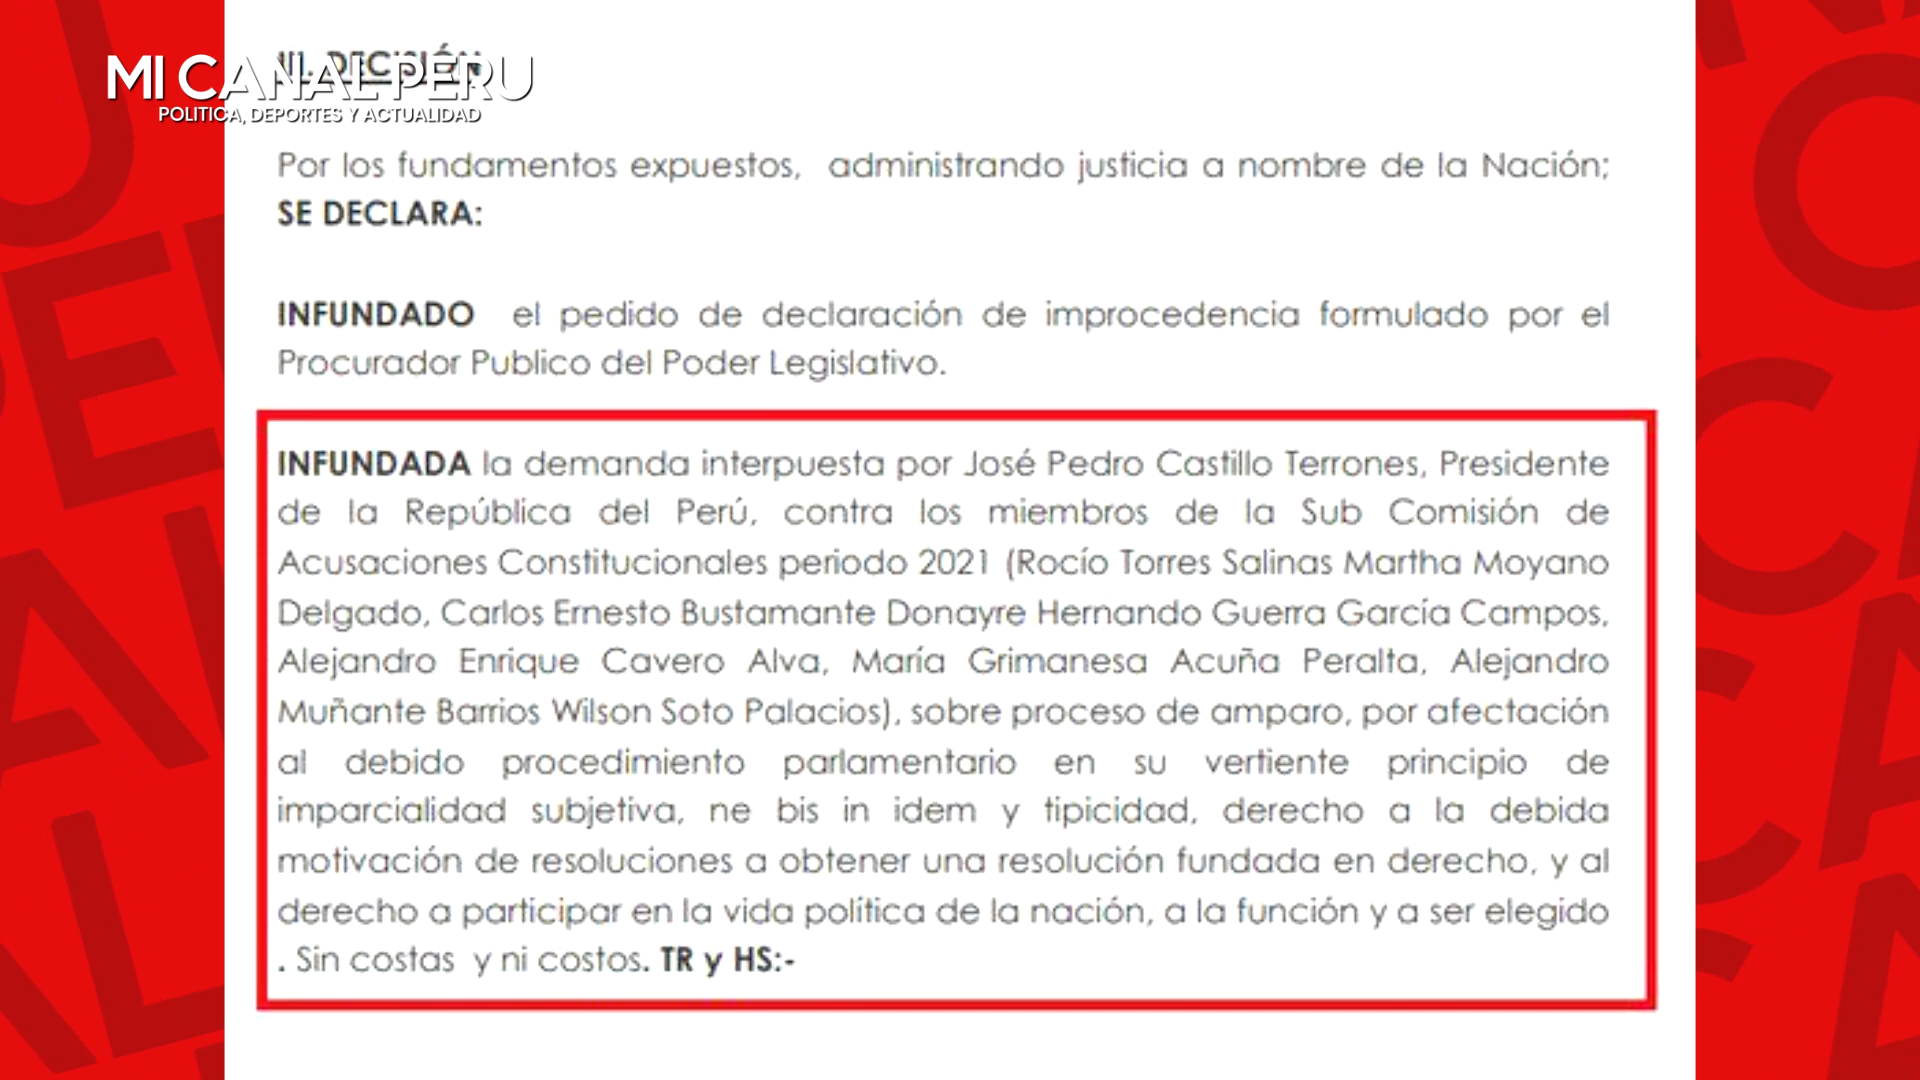 III. DECISIÓN
MI CANAL PERU
POLITICA, DEPORTES Y ACTUALIDAD
Por los fundamentos expuestos, administrando justicia a nombre de la Nación;
SE DECLARA:
INFUNDADO el pedido de declaración de improcedencia formulado por el
Procurador Publico del Poder Legislativo.
INFUNDADA la demanda interpuesta por José Pedro Castillo Terrones, Presidente
de la República del Perú, contra los miembros de la Sub Comisión de
Acusaciones Constitucionales periodo 2021 (Rocío Torres Salinas Martha Moyano
Delgado, Carlos Ernesto Bustamante Donayre Hernando Guerra García Campos,
Alejandro Enrique Cavero Alva, María Grimanesa Acuña Peralta, Alejandro
Muñante Barrios Wilson Soto Palacios), sobre proceso de amparo, por afectación
al debido procedimiento parlamentario en su vertiente principio de
imparcialidad subjetiva, ne bis in idem y tipicidad, derecho a la debida
motivación de resoluciones a obtener una resolución fundada en derecho, y al
derecho a participar en la vida política de la nación, a la función y a ser elegido
. Sin costas y ni costos. TR y HS:-